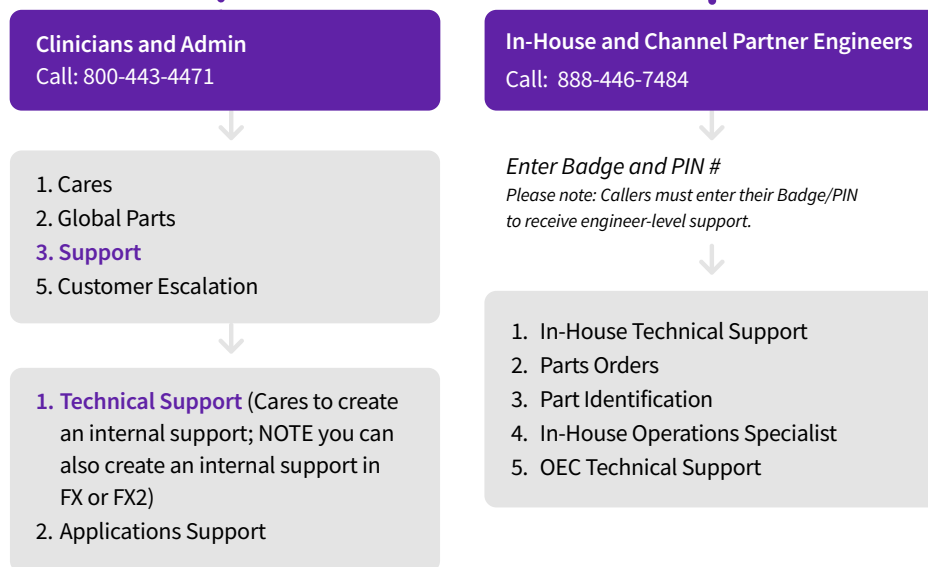 Clinicians and Admin
Call: 800-443-4471
1. Cares
2. Global Parts
3. Support
5. Customer Escalation
1. Technical Support (Cares to create
an internal support; NOTE you can
also create an internal support in
FX or FX2)
2. Applications Support
In-House and Channel Partner Engineers
Call: 888-446-7484
Enter Badge and PIN #
Please note: Callers must enter their Badge/PIN
to receive engineer-level support.
1. In-House Technical Support
2. Parts Orders
3. Part Identification
4. In-House Operations Specialist
5. OEC Technical Support